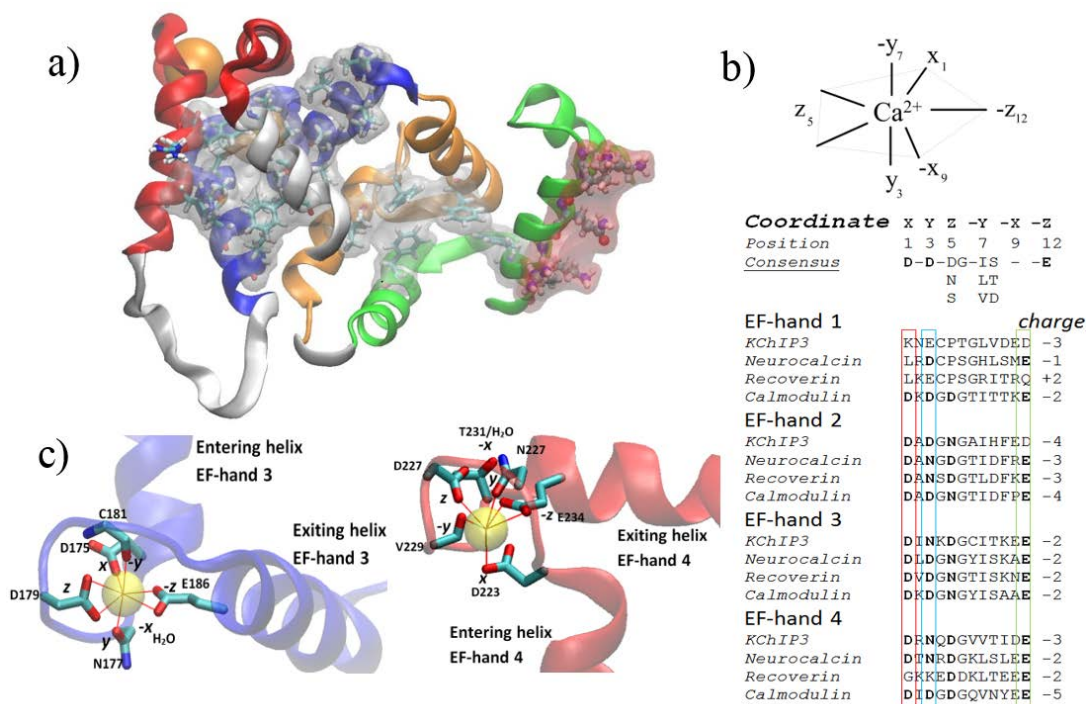 a)
b)
-y7
x1
Ca2+
z5
-z12
y3
-x9
Coordinate X Y Z -Y -X -Z
Position 1 3 5 7 9 12
Consensus D-D-DG-IS - -E
N LT
S VD
EF-hand 1 charge
KChIP3 KNECPTGLVDED -3
Neurocalcin LRDCPSGHLSME -1
Recoverin LKECPSGRITRQ +2
Calmodulin DKDGDGTITTKE -2
EF-hand 2
KChIP3 DADGNGAIHFED -4
Neurocalcin DANGDGTIDFRE -3
Recoverin DANSDGTLDFKE -3
Calmodulin DADGNGTIDFPE -4
EF-hand 3
KChIP3 DINKDGCITKEE -2
Neurocalcin DLDGNGYISKAE -2
Recoverin DVDGNGTISKNE -2
Calmodulin DKDGNGYISAAE -2
EF-hand 4
KChIP3 DRNQDGVVTIDE -3
Neurocalcin DTNRDGKLSLEE -2
Recoverin GKKEDDKLTEEE -2
Calmodulin DIDGDGQVNYEE -5
c)
Entering helix
EF-hand 3
C181
D175
x
-y
D179
z
E186
-z
-x
H2O
y
N177
Exiting helix
EF-hand 3
T231/H2O
-x
N227
D227
y
z
-z
E234
-y
V229
x
D223
Exiting helix
EF-hand 4
Entering helix
EF-hand 4